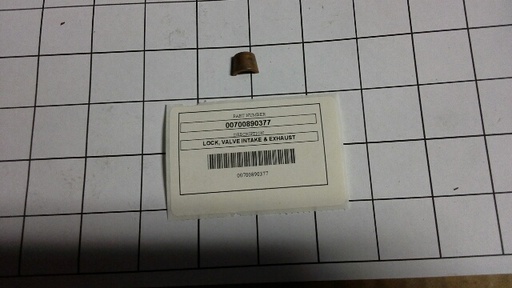 PART NUMBER
00700890377
DESCRIPTION
LOCK, VALVE INTAKE & EXHAUST
00700890377